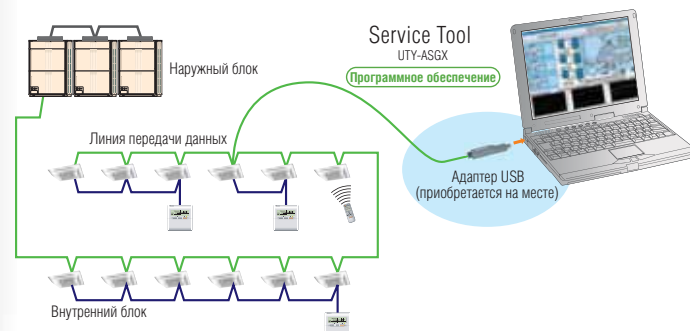 Service Tool
UTY-ASGX
Программное обеспечение
Наружный блок
Линия передачи данных
Адаптер USB
(приобретается на месте)
Внутренний блок